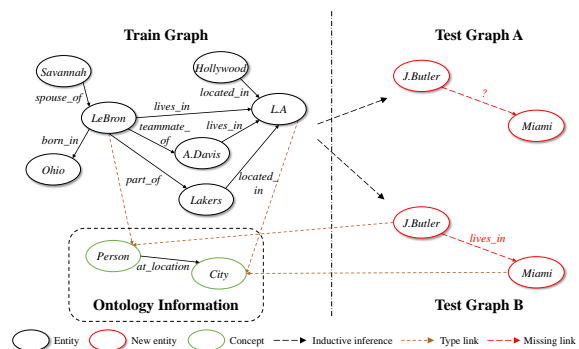 Train Graph
Test Graph A
Savannah
Hollywood
J.Butler
spouse_of
located_in
?
lives_in
L.A
LeBron
teammate_
of
lives_in
Miami
born_in
A.Davis
Ohio
part_of
located_
in
Lakers
J.Butler
Person
at_location
lives_in
City
Miami
Ontology Information
Test Graph B
Entity
New entity
Concept
Inductive inference
Type link
Missing link